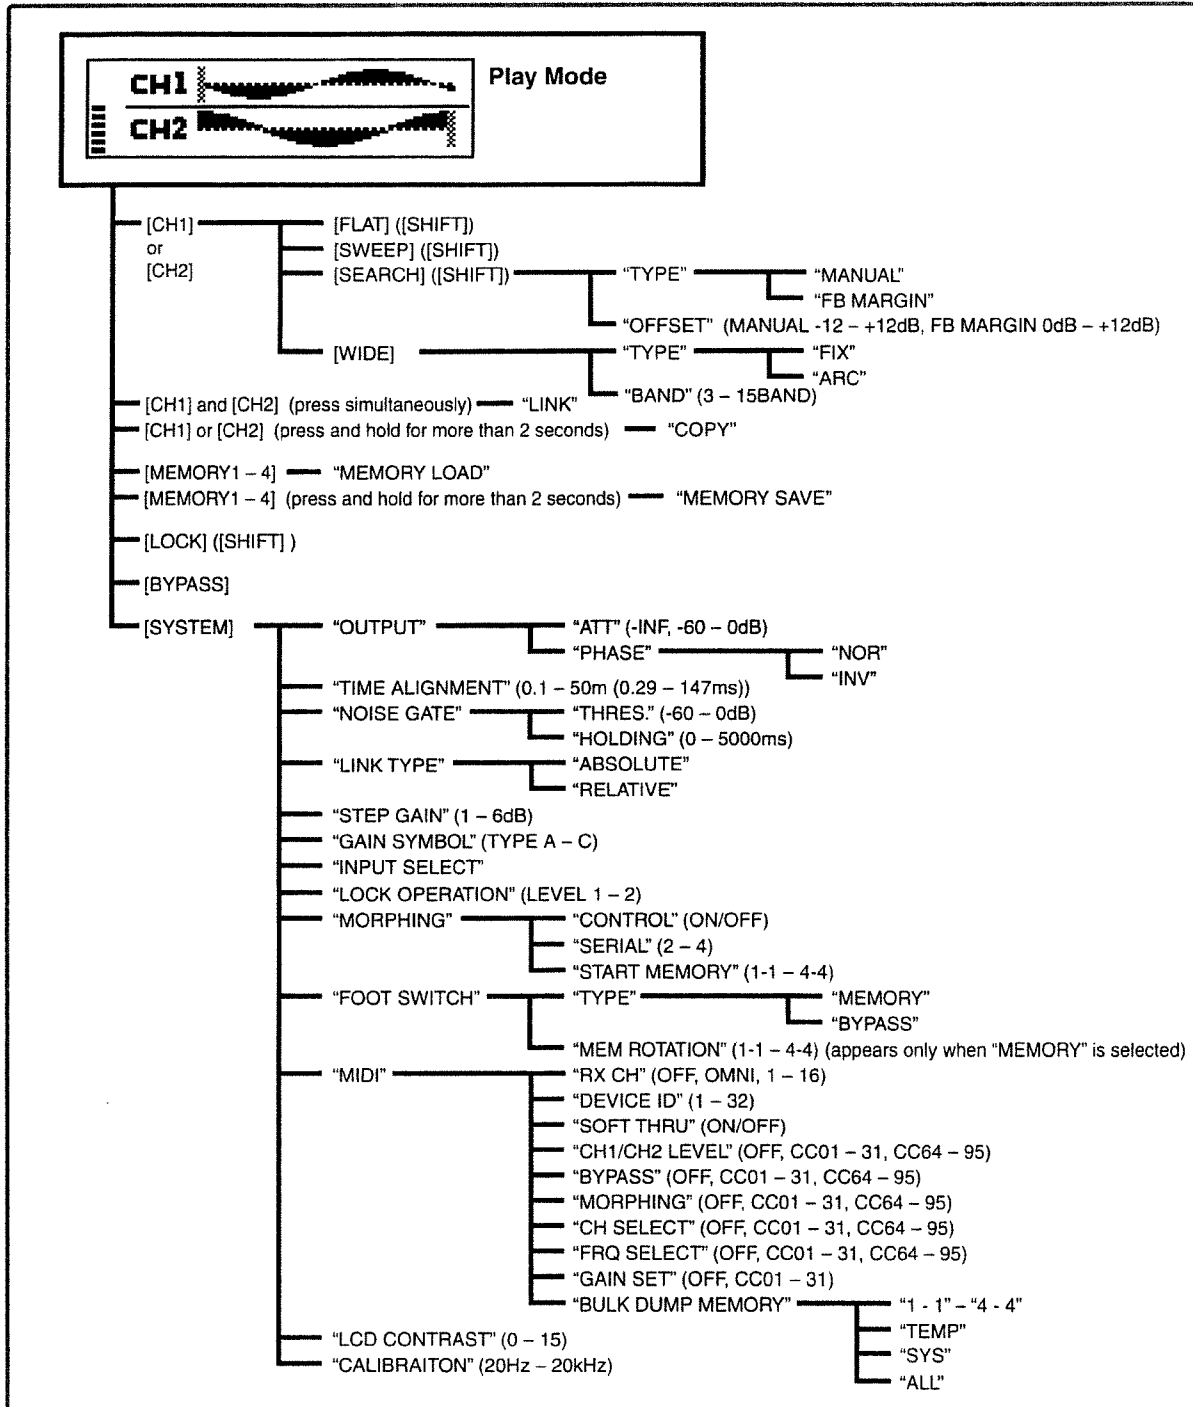 CH1
CH2
Play Mode
[CH1]
or
[CH2]
[FLAT] ([SHIFT])
[SWEEP] ([SHIFT])
[SEARCH] ([SHIFT])
“TYPE”
“MANUAL”
“FB MARGIN”
“OFFSET” (MANUAL -12 – +12dB, FB MARGIN 0dB – +12dB)
[WIDE]
“TYPE”
“FIX”
“ARC”
“BAND” (3 – 15BAND)
[CH1] and [CH2] (press simultaneously) “LINK”
[CH1] or [CH2] (press and hold for more than 2 seconds) “COPY”
[MEMORY1 – 4] “MEMORY LOAD”
[MEMORY1 – 4] (press and hold for more than 2 seconds) “MEMORY SAVE”
[LOCK] ([SHIFT] )
[BYPASS]
[SYSTEM]
“OUTPUT”
“ATT” (-INF, -60 – 0dB)
“PHASE”
“NOR”
“INV”
“TIME ALIGNMENT” (0.1 – 50m (0.29 – 147ms))
“NOISE GATE”
“THRES.” (-60 – 0dB)
“HOLDING” (0 – 5000ms)
“LINK TYPE”
“ABSOLUTE”
“RELATIVE”
“STEP GAIN” (1 – 6dB)
“GAIN SYMBOL” (TYPE A – C)
“INPUT SELECT”
“LOCK OPERATION” (LEVEL 1 – 2)
“MORPHING”
“CONTROL” (ON/OFF)
“SERIAL” (2 – 4)
“START MEMORY” (1-1 – 4-4)
“FOOT SWITCH”
“TYPE”
“MEMORY”
“BYPASS”
“MEM ROTATION” (1-1 – 4-4) (appears only when “MEMORY” is selected)
“MIDI”
“RX CH” (OFF, OMNI, 1 – 16)
“DEVICE ID” (1 – 32)
“SOFT THRU” (ON/OFF)
“CH1/CH2 LEVEL” (OFF, CC01 – 31, CC64 – 95)
“BYPASS” (OFF, CC01 – 31, CC64 – 95)
“MORPHING” (OFF, CC01 – 31, CC64 – 95)
“CH SELECT” (OFF, CC01 – 31, CC64 – 95)
“FRQ SELECT” (OFF, CC01 – 31, CC64 – 95)
“GAIN SET” (OFF, CC01 – 31)
“BULK DUMP MEMORY”
“1 - 1” – “4 - 4”
“TEMP”
“SYS”
“ALL”
“LCD CONTRAST” (0 – 15)
“CALIBRAITON” (20Hz – 20kHz)